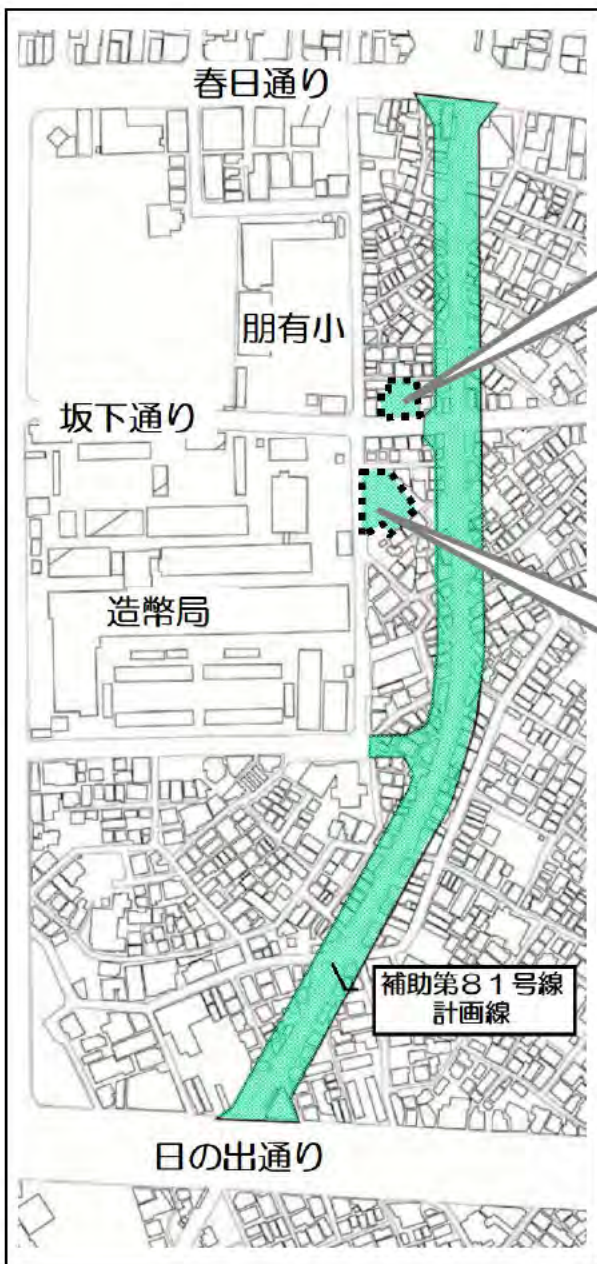 春日通り
朋有小
坂下通り
造幣局
補助第８１号線
計画線
日の出通り